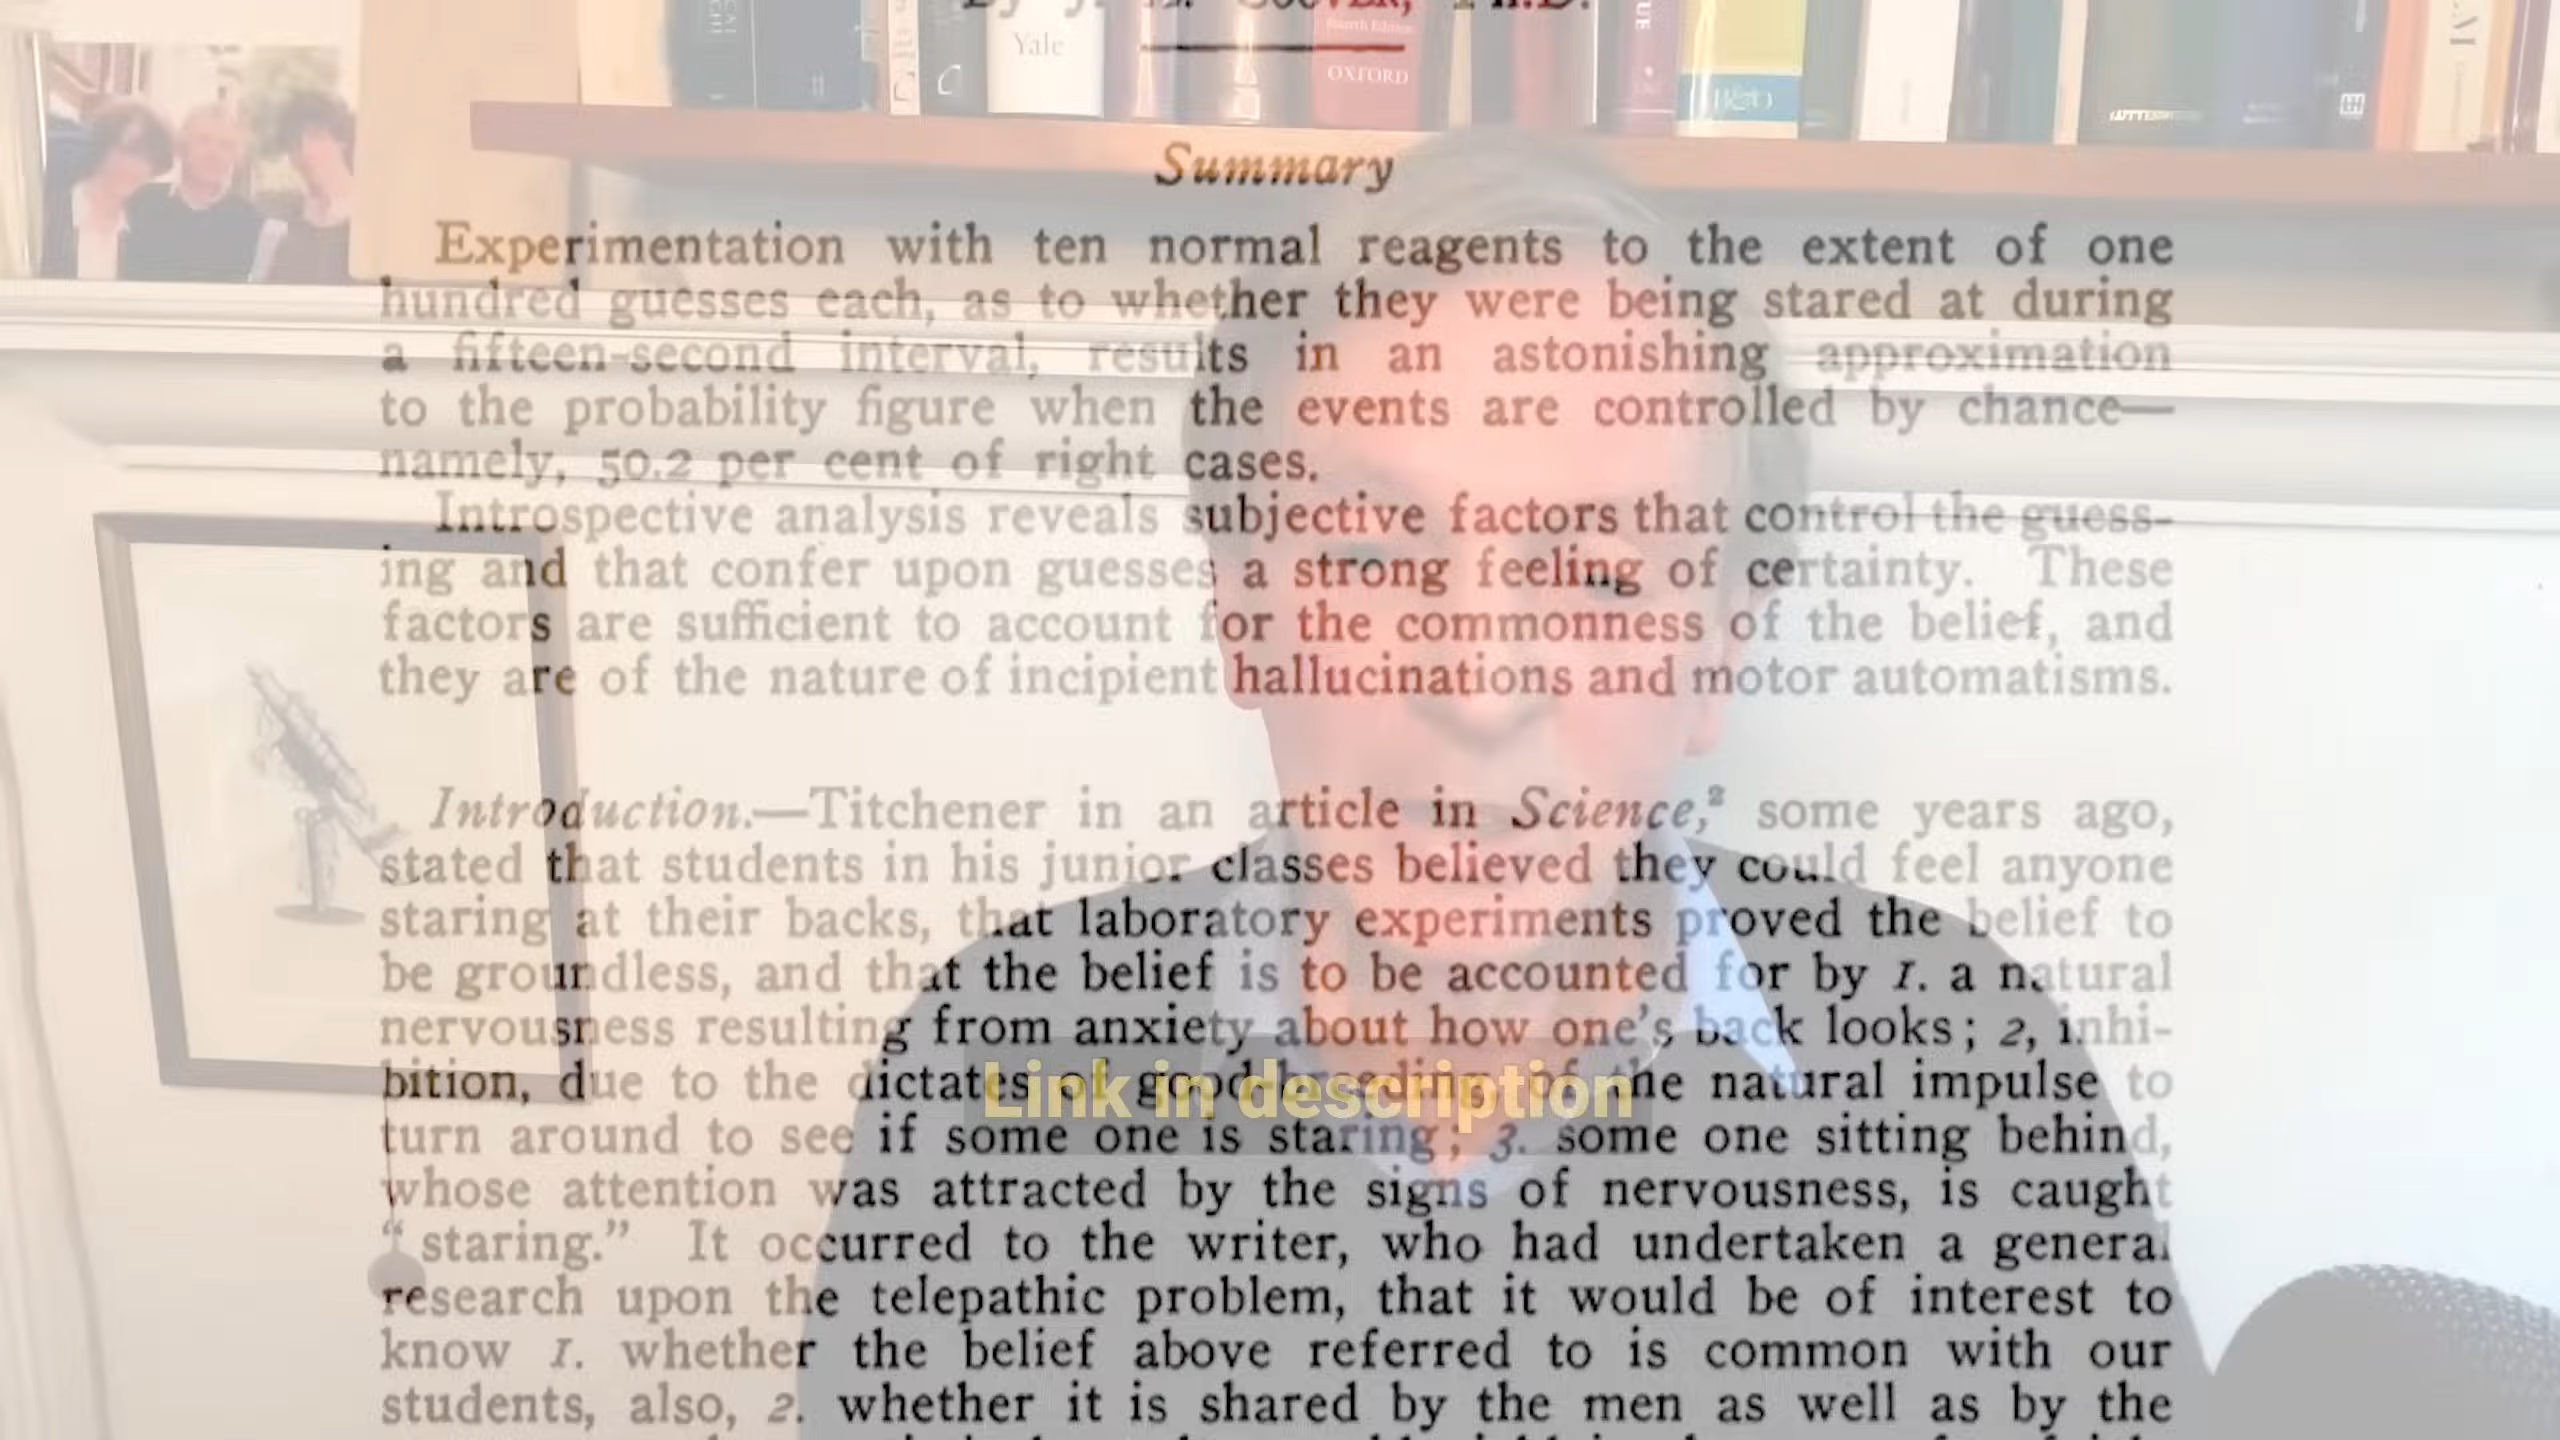 By J. E. Coover, Ph.D.
Yale
Fourth Edition
OXFORD
Summary
Experimentation with ten normal reagents to the extent of one
hundred guesses each, as to whether they were being stared at during
a fifteen-second interval, results in an astonishing approximation
to the probability figure when the events are controlled by chance—
namely, 50.2 per cent of right cases.
Introspective analysis reveals subjective factors that control the guess-
ing and that confer upon guesses a strong feeling of certainty. These
factors are sufficient to account for the commonness of the belief, and
they are of the nature of incipient hallucinations and motor automatisms.
Introduction.—Titchener in an article in Science,² some years ago,
stated that students in his junior classes believed they could feel anyone
staring at their backs, that laboratory experiments proved the belief to
be groundless, and that the belief is to be accounted for by 1. a natural
nervousness resulting from anxiety about how one's back looks; 2, inhi-
bition, due to the dictates of good breeding, of the natural impulse to
Link in description
turn around to see if some one is staring; 3. some one sitting behind,
whose attention was attracted by the signs of nervousness, is caught
“staring.” It occurred to the writer, who had undertaken a general
research upon the telepathic problem, that it would be of interest to
know 1. whether the belief above referred to is common with our
students, also, 2. whether it is shared by the men as well as by the